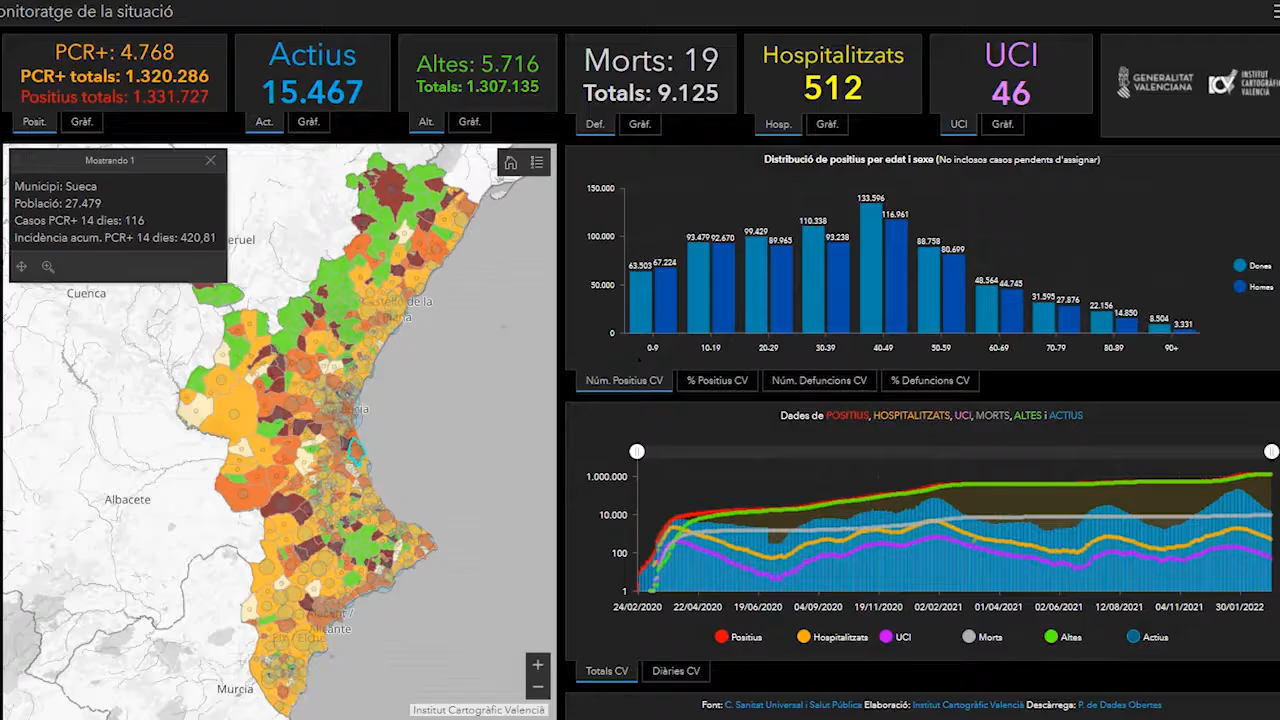 onitoratge de la situació
PCR+: 4.768
PCR+ totals: 1.320.286
Positius totals: 1.331.727
Posit.
Gràf.
Actius
15.467
Act.
Gràf.
Altes: 5.716
Totals: 1.307.135
Alt.
Gràf.
Morts: 19
Totals: 9.125
Def.
Gràf.
Hospitalitzats
512
Hosp.
Gràf.
UCI
46
UCI
Gràf.
GENERALITAT
VALENCIANA
INSTITUT
CARTOGRÀFIC
VALENCIÀ
Mostrando 1
Municipi: Sueca
Població: 27.479
Casos PCR+ 14 dies: 116
Incidència acum. PCR+ 14 dies: 420,81
eruel
Cuenca
Castelló de la
Plana
Albacete
Alacant /
Alicante
Elx / Elche
Murcia
Institut Cartogràfic Valencià
Distribució de positius per edat i sexe (No inclosos casos pendents d'assignar)
150.000
100.000
50.000
0
63.503 67.224
93.479 92.670
99.429 89.965
110.338 93.238
133.596 116.961
88.758 80.699
48.564 44.745
31.595 27.876
22.156 14.850
8.504 3.331
0-9 10-19 20-29 30-39 40-49 50-59 60-69 70-79 80-89 90+
Dones
Homes
Núm. Positius CV
% Positius CV
Núm. Defuncions CV
% Defuncions CV
Dades de POSITIUS, HOSPITALITZATS, UCI, MORTS, ALTES i ACTIUS
1.000.000
10.000
100
1
24/02/2020 22/04/2020 19/06/2020 04/09/2020 19/11/2020 02/02/2021 01/04/2021 02/06/2021 12/08/2021 04/11/2021 30/01/2022
Positius
Hospitalitzats
UCI
Morts
Altes
Actius
Totals CV
Diàries CV
Font: C. Sanitat Universal i Salut Pública Elaboració: Institut Cartogràfic Valencià Descàrrega: P. de Dades Obertes